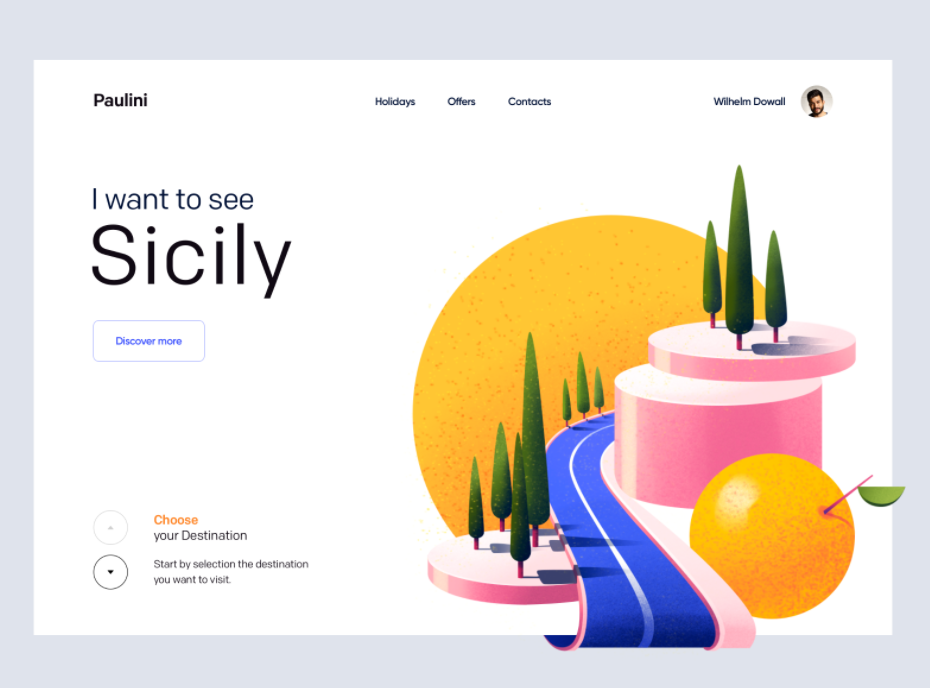 Paulini
Holidays
Offers
Contacts
Wilhelm Dowall
I want to see
Sicily
Discover more
Choose
your Destination
Start by selection the destination
you want to visit.